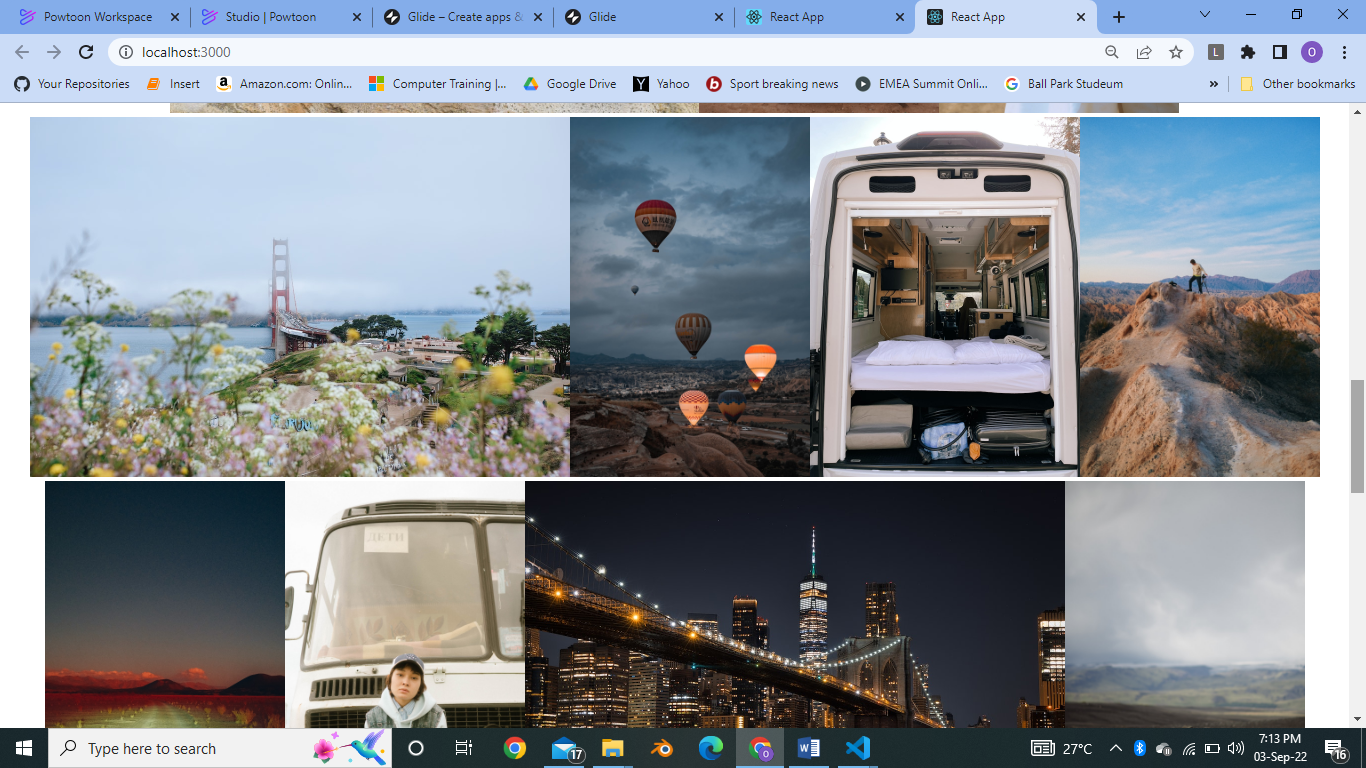 Powtoon Workspace
Studio | Powtoon
Glide – Create apps &
Glide
React App
React App
localhost:3000
L
O
Your Repositories
Insert
Amazon.com: Onlin...
Computer Training |...
Google Drive
Yahoo
Sport breaking news
EMEA Summit Onli...
Ball Park Studeum
»
Other bookmarks
ДЕТИ
Type here to search
17
27°C
7:13 PM
03-Sep-22
16